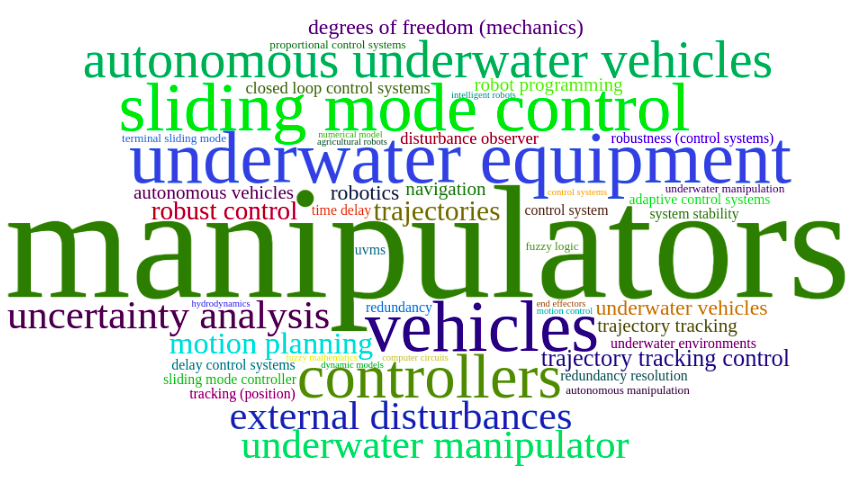 degrees of freedom (mechanics)
proportional control systems
autonomous underwater vehicles
closed loop control systems
robot programming
intelligent robots
sliding mode control
terminal sliding mode
numerical model
agricultural robots
disturbance observer
robustness (control systems)
underwater equipment
autonomous vehicles
robotics
navigation
control systems
underwater manipulation
adaptive control systems
robust control
time delay
trajectories
control system
system stability
manipulators
uvms
fuzzy logic
hydrodynamics
uncertainty analysis
redundancy
vehicles
end effectors
motion control
underwater vehicles
trajectory tracking
motion planning
underwater environments
fuzzy mathematics
computer circuits
trajectory tracking control
delay control systems
dynamic models
controllers
sliding mode controller
redundancy resolution
tracking (position)
autonomous manipulation
external disturbances
underwater manipulator